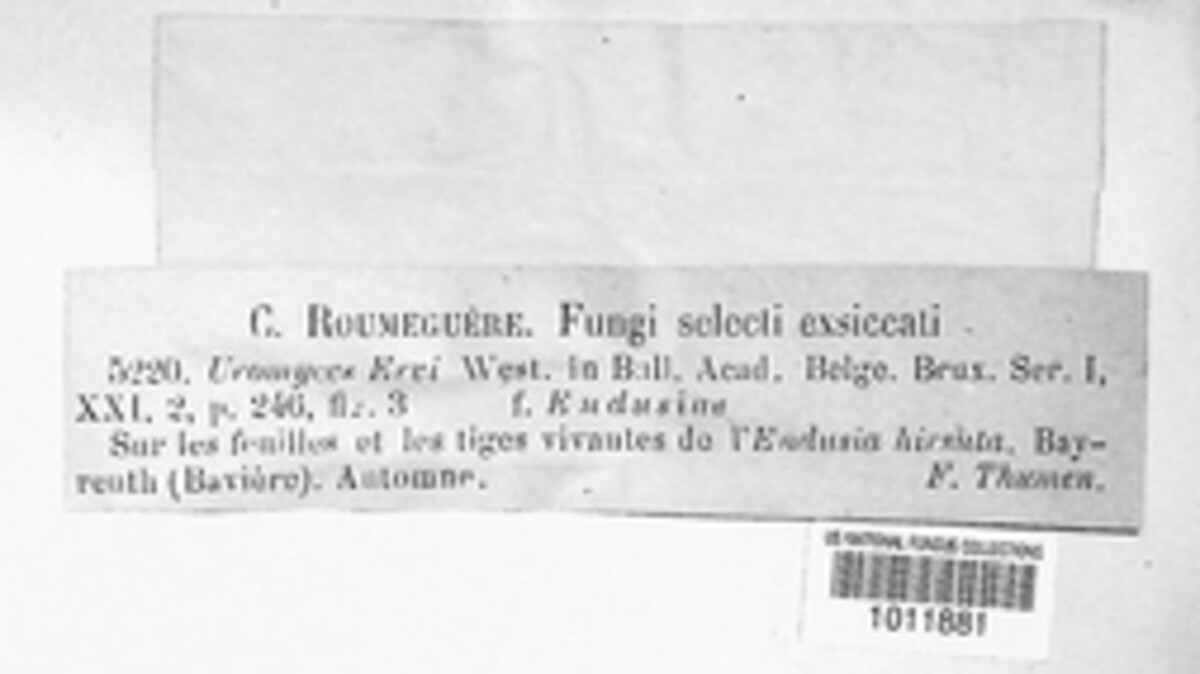 C. ROUMEGUÈRE. Fungi selecti exsiccati
5220. Uromyces Ervi West. in Bull. Acad. Belge. Brux. Ser. I,
XXI. 2, p. 246, fig. 3 f. Eudusiae
Sur les feuilles et les tiges vivantes de l'Eudusia hirsuta. Bay-
reuth (Bavière). Automne. F. Thumen.
US NATIONAL FUNGUS COLLECTIONS
1011881